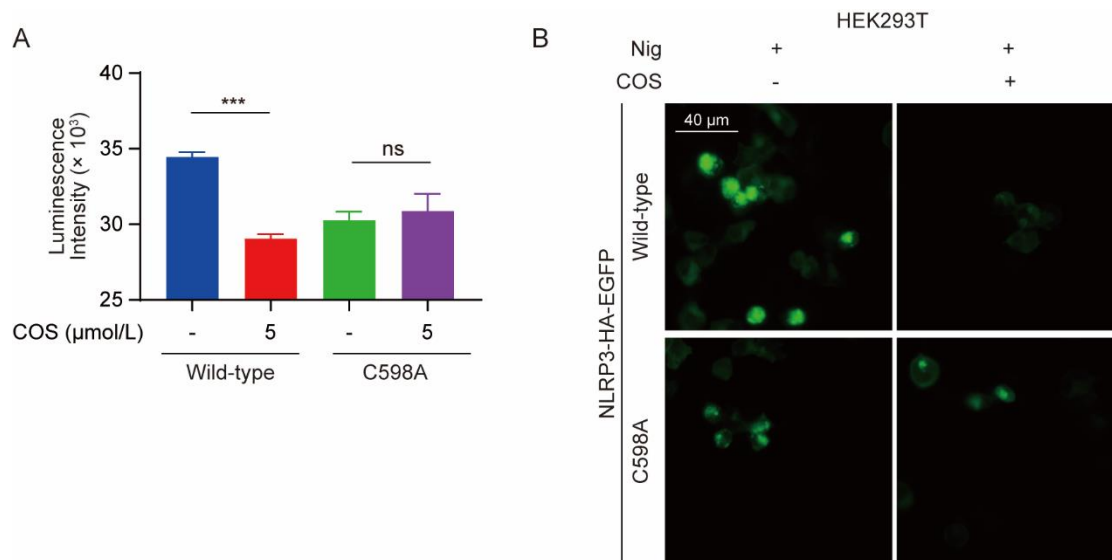 A
Luminescence
Intensity (× 10³)
40
35
30
25
***
ns
COS (μmol/L) - 5 - 5
Wild-type C598A
B
HEK293T
Nig + +
COS - +
NLRP3-HA-EGFP
Wild-type
40 μm
C598A